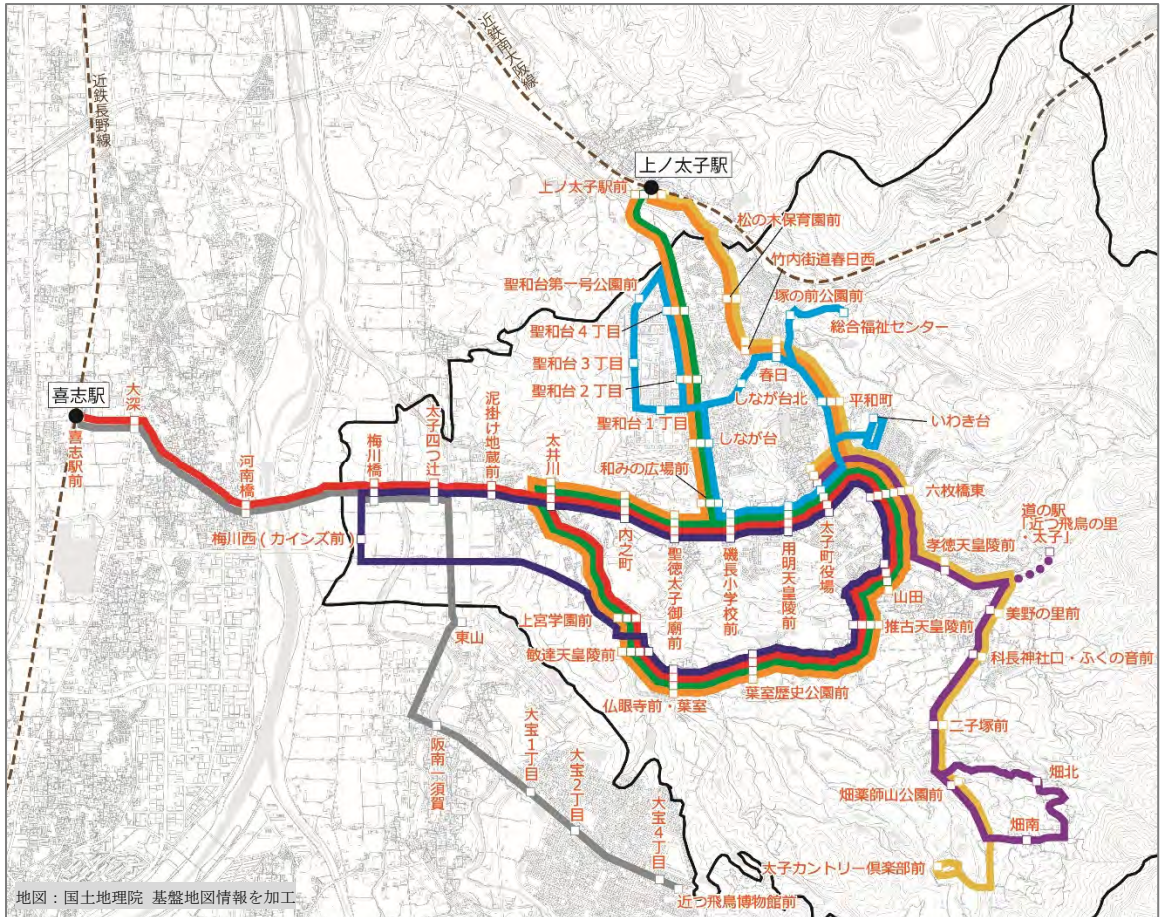 近鉄長野線
近鉄南大阪線
上ノ太子駅
上ノ太子駅前
松の木保育園前
竹内街道春日西
聖和台第一号公園前
塚の前公園前
総合福祉センター
聖和台4丁目
聖和台3丁目
春日
聖和台2丁目
しなが台北
平和町
いわき台
喜志駅
大深
聖和台1丁目
しなが台
喜志駅前
河南橋
梅川橋
太子四つ辻
泥掛け地蔵前
太井川
和みの広場前
六枚橋東
道の駅
「近つ飛鳥の里
・太子」
梅川西(カインズ前)
内之町
聖徳太子御廟前
磯長小学校前
用明天皇陵前
太子町役場
孝徳天皇陵前
山田
美野の里前
上宮学園前
推古天皇陵前
東山
敏達天皇陵前
科長神社口・ふくの音前
仏眼寺前・葉室
葉室歴史公園前
二子塚前
阪南一須賀
大宝1丁目
大宝2丁目
大宝4丁目
畑北
畑薬師山公園前
畑南
太子カントリー倶楽部前
近つ飛鳥博物館前
地図:国土地理院 基盤地図情報を加工